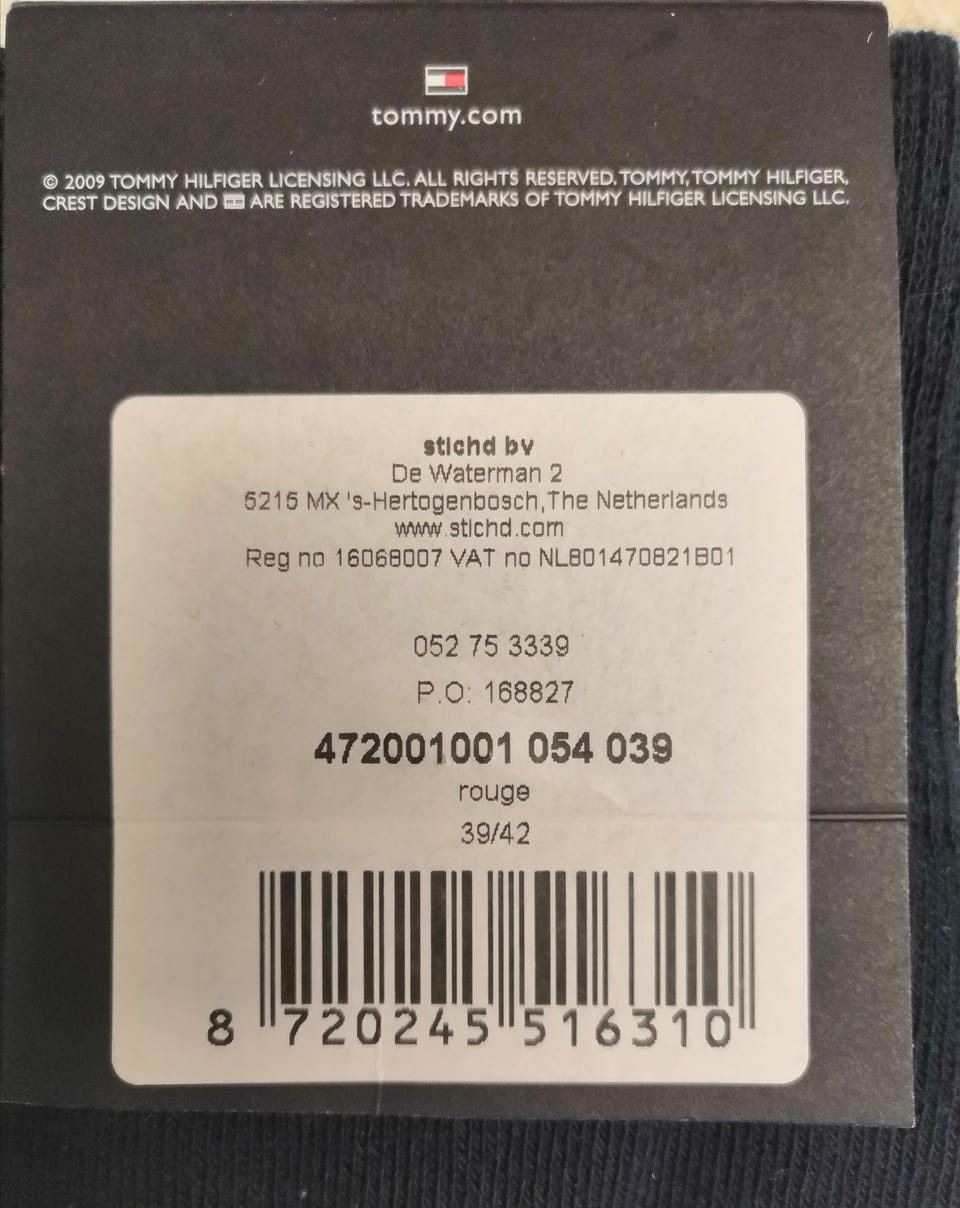 tommy.com
© 2009 TOMMY HILFIGER LICENSING LLC. ALL RIGHTS RESERVED. TOMMY, TOMMY HILFIGER,
CREST DESIGN AND ARE REGISTERED TRADEMARKS OF TOMMY HILFIGER LICENSING LLC.
stichd bv
De Waterman 2
5215 MX 's-Hertogenbosch, The Netherlands
www.stichd.com
Reg no 16068007 VAT no NL801470821B01
052 75 3339
P.O: 168827
472001001 054 039
rouge
39/42
8 720245 516310